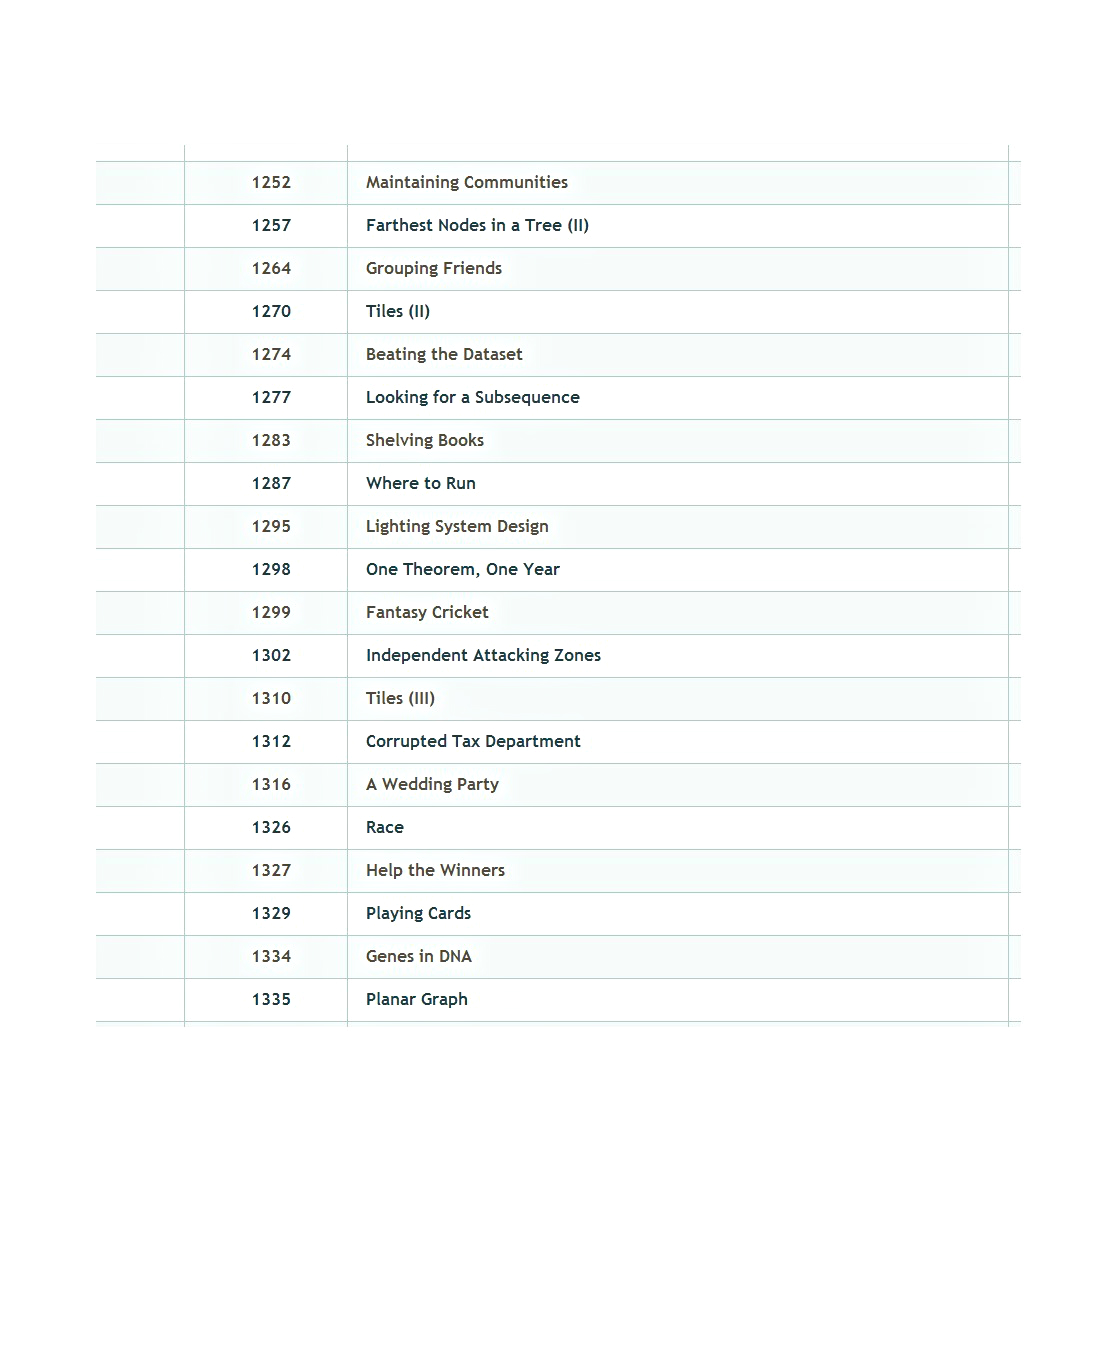 1252 Maintaining Communities
1257 Farthest Nodes in a Tree (II)
1264 Grouping Friends
1270 Tiles (II)
1274 Beating the Dataset
1277 Looking for a Subsequence
1283 Shelving Books
1287 Where to Run
1295 Lighting System Design
1298 One Theorem, One Year
1299 Fantasy Cricket
1302 Independent Attacking Zones
1310 Tiles (III)
1312 Corrupted Tax Department
1316 A Wedding Party
1326 Race
1327 Help the Winners
1329 Playing Cards
1334 Genes in DNA
1335 Planar Graph